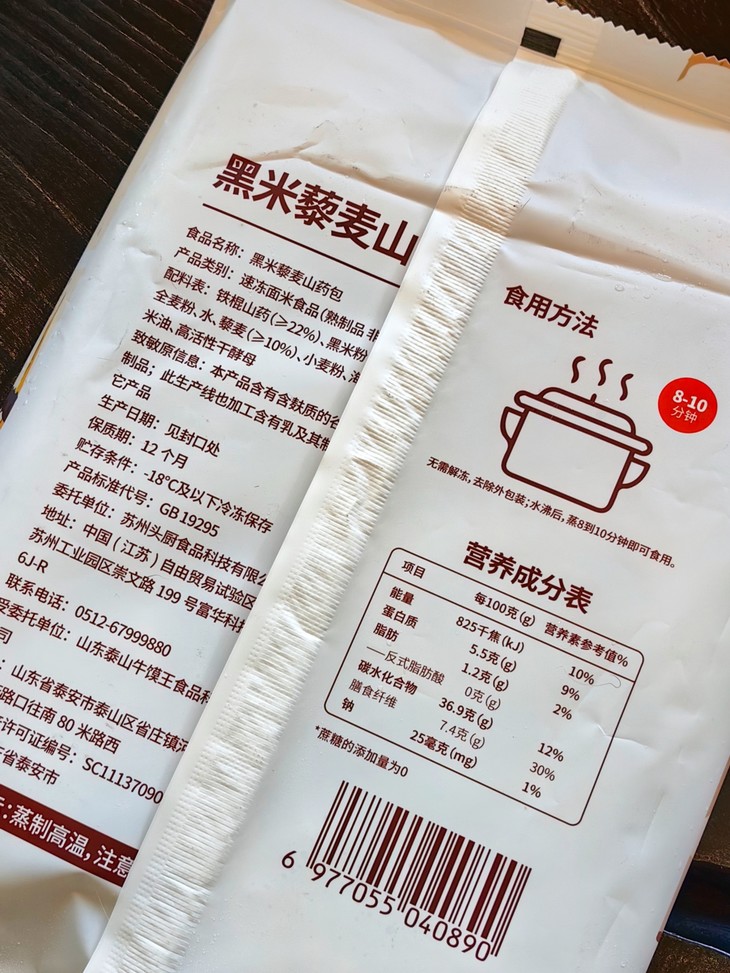 黑米藜麦山
食品名称：黑米藜麦山药包
产品类别：速冻面米食品(熟制品
配料表：铁棍山药(≥22%)、黑米粉
全麦粉、水、藜麦(≥10%)、小麦粉、
米油、高活性干酵母
致敏原信息：本产品含有含麸质的
制品；此生产线也加工含有乳及其制
它产品
生产日期：见封口处
保质期：12 个月
贮存条件：-18℃及以下冷冻保存
产品标准代号：GB 19295
委托单位：苏州头厨食品科技有限
地址：中国(江苏)自由贸易试验区
苏州工业园区崇文路 199 号富华科技
6J-R
联系电话：0512-67999880
受委托单位：山东泰山牛馍王食品科
司
：山东省泰安市泰山区省庄镇
路口往南 80 米路西
许可证编号：SC11137090
省泰安市
：蒸制高温，注意
食用方法
8-10
分钟
无需解冻，去除外包装；水沸后，蒸8到10分钟即可食用。
营养成分表
项目 每100克(g) 营养素参考值%
能量 825千焦(kJ) 10%
蛋白质 5.5克(g) 9%
脂肪 1.2克(g) 2%
——反式脂肪酸 0克(g)
碳水化合物 36.9克(g) 12%
膳食纤维 7.4克(g) 30%
钠 25毫克(mg) 1%
*蔗糖的添加量为0
6 977055 040890